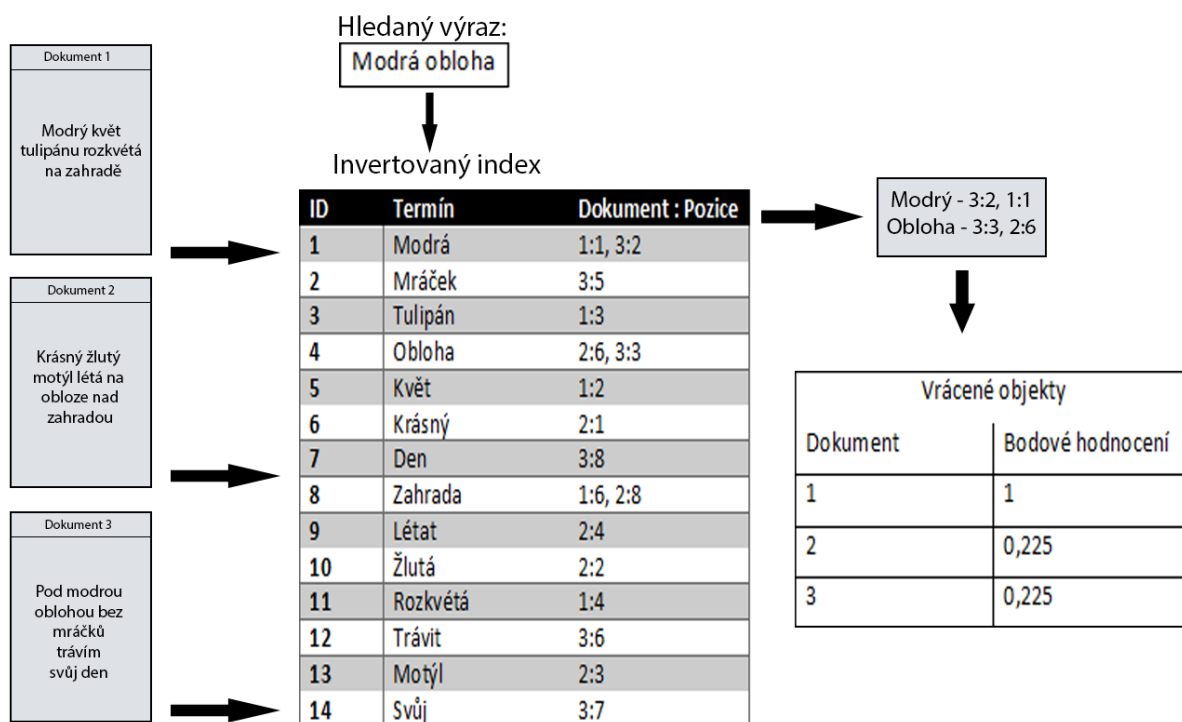 Dokument 1
Modrý květ
tulipánu rozkvétá
na zahradě
Dokument 2
Krásný žlutý
motýl létá na
obloze nad
zahradou
Dokument 3
Pod modrou
oblohou bez
mráčků
trávím
svůj den
Hledaný výraz:
Modrá obloha
Invertovaný index
ID Termín Dokument : Pozice
1 Modrá 1:1, 3:2
2 Mráček 3:5
3 Tulipán 1:3
4 Obloha 2:6, 3:3
5 Květ 1:2
6 Krásný 2:1
7 Den 3:8
8 Zahrada 1:6, 2:8
9 Létat 2:4
10 Žlutá 2:2
11 Rozkvétá 1:4
12 Trávit 3:6
13 Motýl 2:3
14 Svůj 3:7
Modrý - 3:2, 1:1
Obloha - 3:3, 2:6
Vrácené objekty
Dokument Bodové hodnocení
1 1
2 0,225
3 0,225